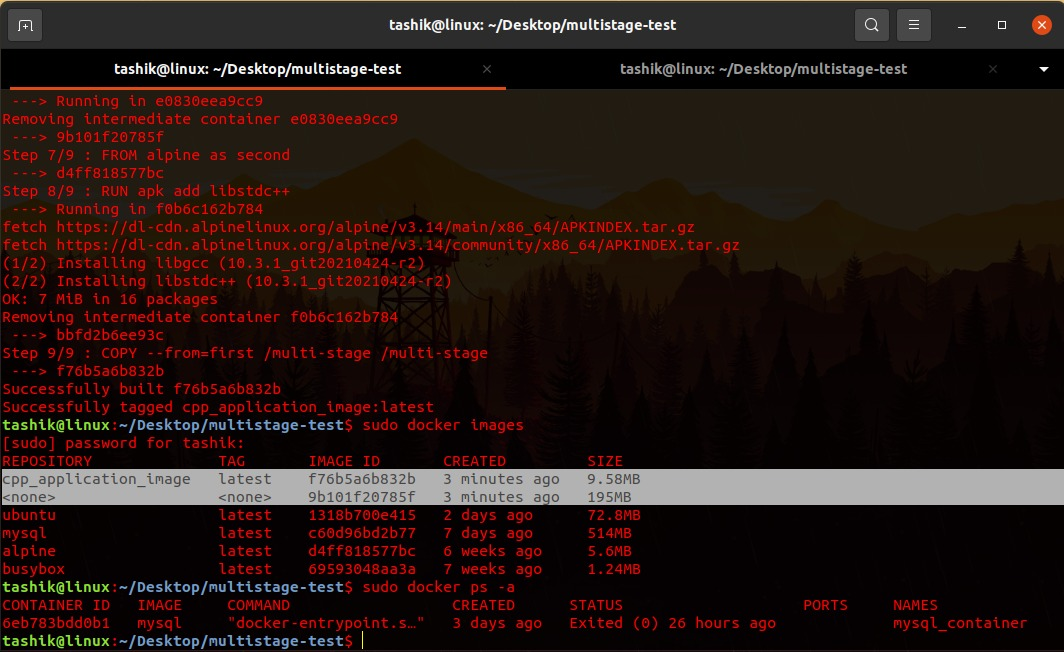 tashik@linux: ~/Desktop/multistage-test
tashik@linux: ~/Desktop/multistage-test
tashik@linux: ~/Desktop/multistage-test
---> Running in e0830eea9cc9
Removing intermediate container e0830eea9cc9
---> 9b101f20785f
Step 7/9 : FROM alpine as second
---> d4ff818577bc
Step 8/9 : RUN apk add libstdc++
---> Running in f0b6c162b784
fetch https://dl-cdn.alpinelinux.org/alpine/v3.14/main/x86_64/APKINDEX.tar.gz
fetch https://dl-cdn.alpinelinux.org/alpine/v3.14/community/x86_64/APKINDEX.tar.gz
(1/2) Installing libgcc (10.3.1_git20210424-r2)
(2/2) Installing libstdc++ (10.3.1_git20210424-r2)
OK: 7 MiB in 16 packages
Removing intermediate container f0b6c162b784
---> bbfd2b6ee93c
Step 9/9 : COPY --from=first /multi-stage /multi-stage
---> f76b5a6b832b
Successfully built f76b5a6b832b
Successfully tagged cpp_application_image:latest
tashik@linux:~/Desktop/multistage-test$ sudo docker images
[sudo] password for tashik:
REPOSITORY TAG IMAGE ID CREATED SIZE
cpp_application_image latest f76b5a6b832b 3 minutes ago 9.58MB
<none> <none> 9b101f20785f 3 minutes ago 195MB
ubuntu latest 1318b700e415 2 days ago 72.8MB
mysql latest c60d96bd2b77 7 days ago 514MB
alpine latest d4ff818577bc 6 weeks ago 5.6MB
busybox latest 69593048aa3a 7 weeks ago 1.24MB
tashik@linux:~/Desktop/multistage-test$ sudo docker ps -a
CONTAINER ID IMAGE COMMAND CREATED STATUS PORTS NAMES
6eb783bdd0b1 mysql "docker-entrypoint.s…" 3 days ago Exited (0) 26 hours ago mysql_container
tashik@linux:~/Desktop/multistage-test$